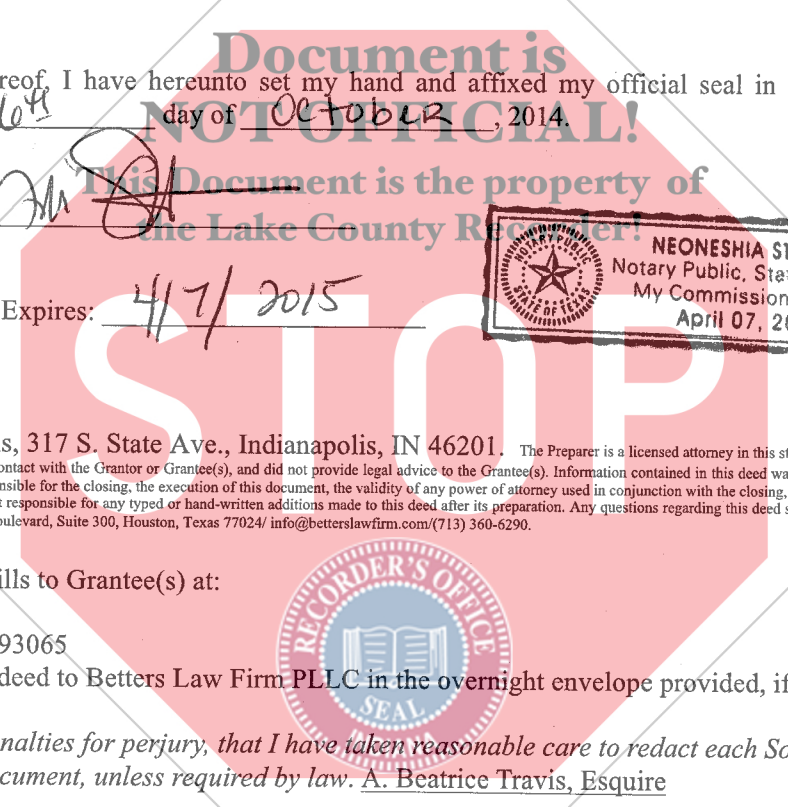 Document is
reof, I have hereunto set my hand and affixed my official seal in
6th day of October, 2014.
NOT OFFICIAL!
This Document is the property of
the Lake County Recorder!
NEONESHIA ST
Notary Public, Sta
My Commission
April 07, 20
NOTARY PUBLIC
STATE OF TEXAS
Expires: 4/7/2015
STOP
s, 317 S. State Ave., Indianapolis, IN 46201. The Preparer is a licensed attorney in this st
ontact with the Grantor or Grantee(s), and did not provide legal advice to the Grantee(s). Information contained in this deed wa
nsible for the closing, the execution of this document, the validity of any power of attorney used in conjunction with the closing,
t responsible for any typed or hand-written additions made to this deed after its preparation. Any questions regarding this deed s
oulevard, Suite 300, Houston, Texas 77024/ info@betterslawfirm.com/(713) 360-6290.
RECORDER'S OFFICE
ills to Grantee(s) at:
93065
deed to Betters Law Firm PLLC in the overnight envelope provided, if
SEAL
INDIANA
nalties for perjury, that I have taken reasonable care to redact each So
cument, unless required by law. A. Beatrice Travis, Esquire